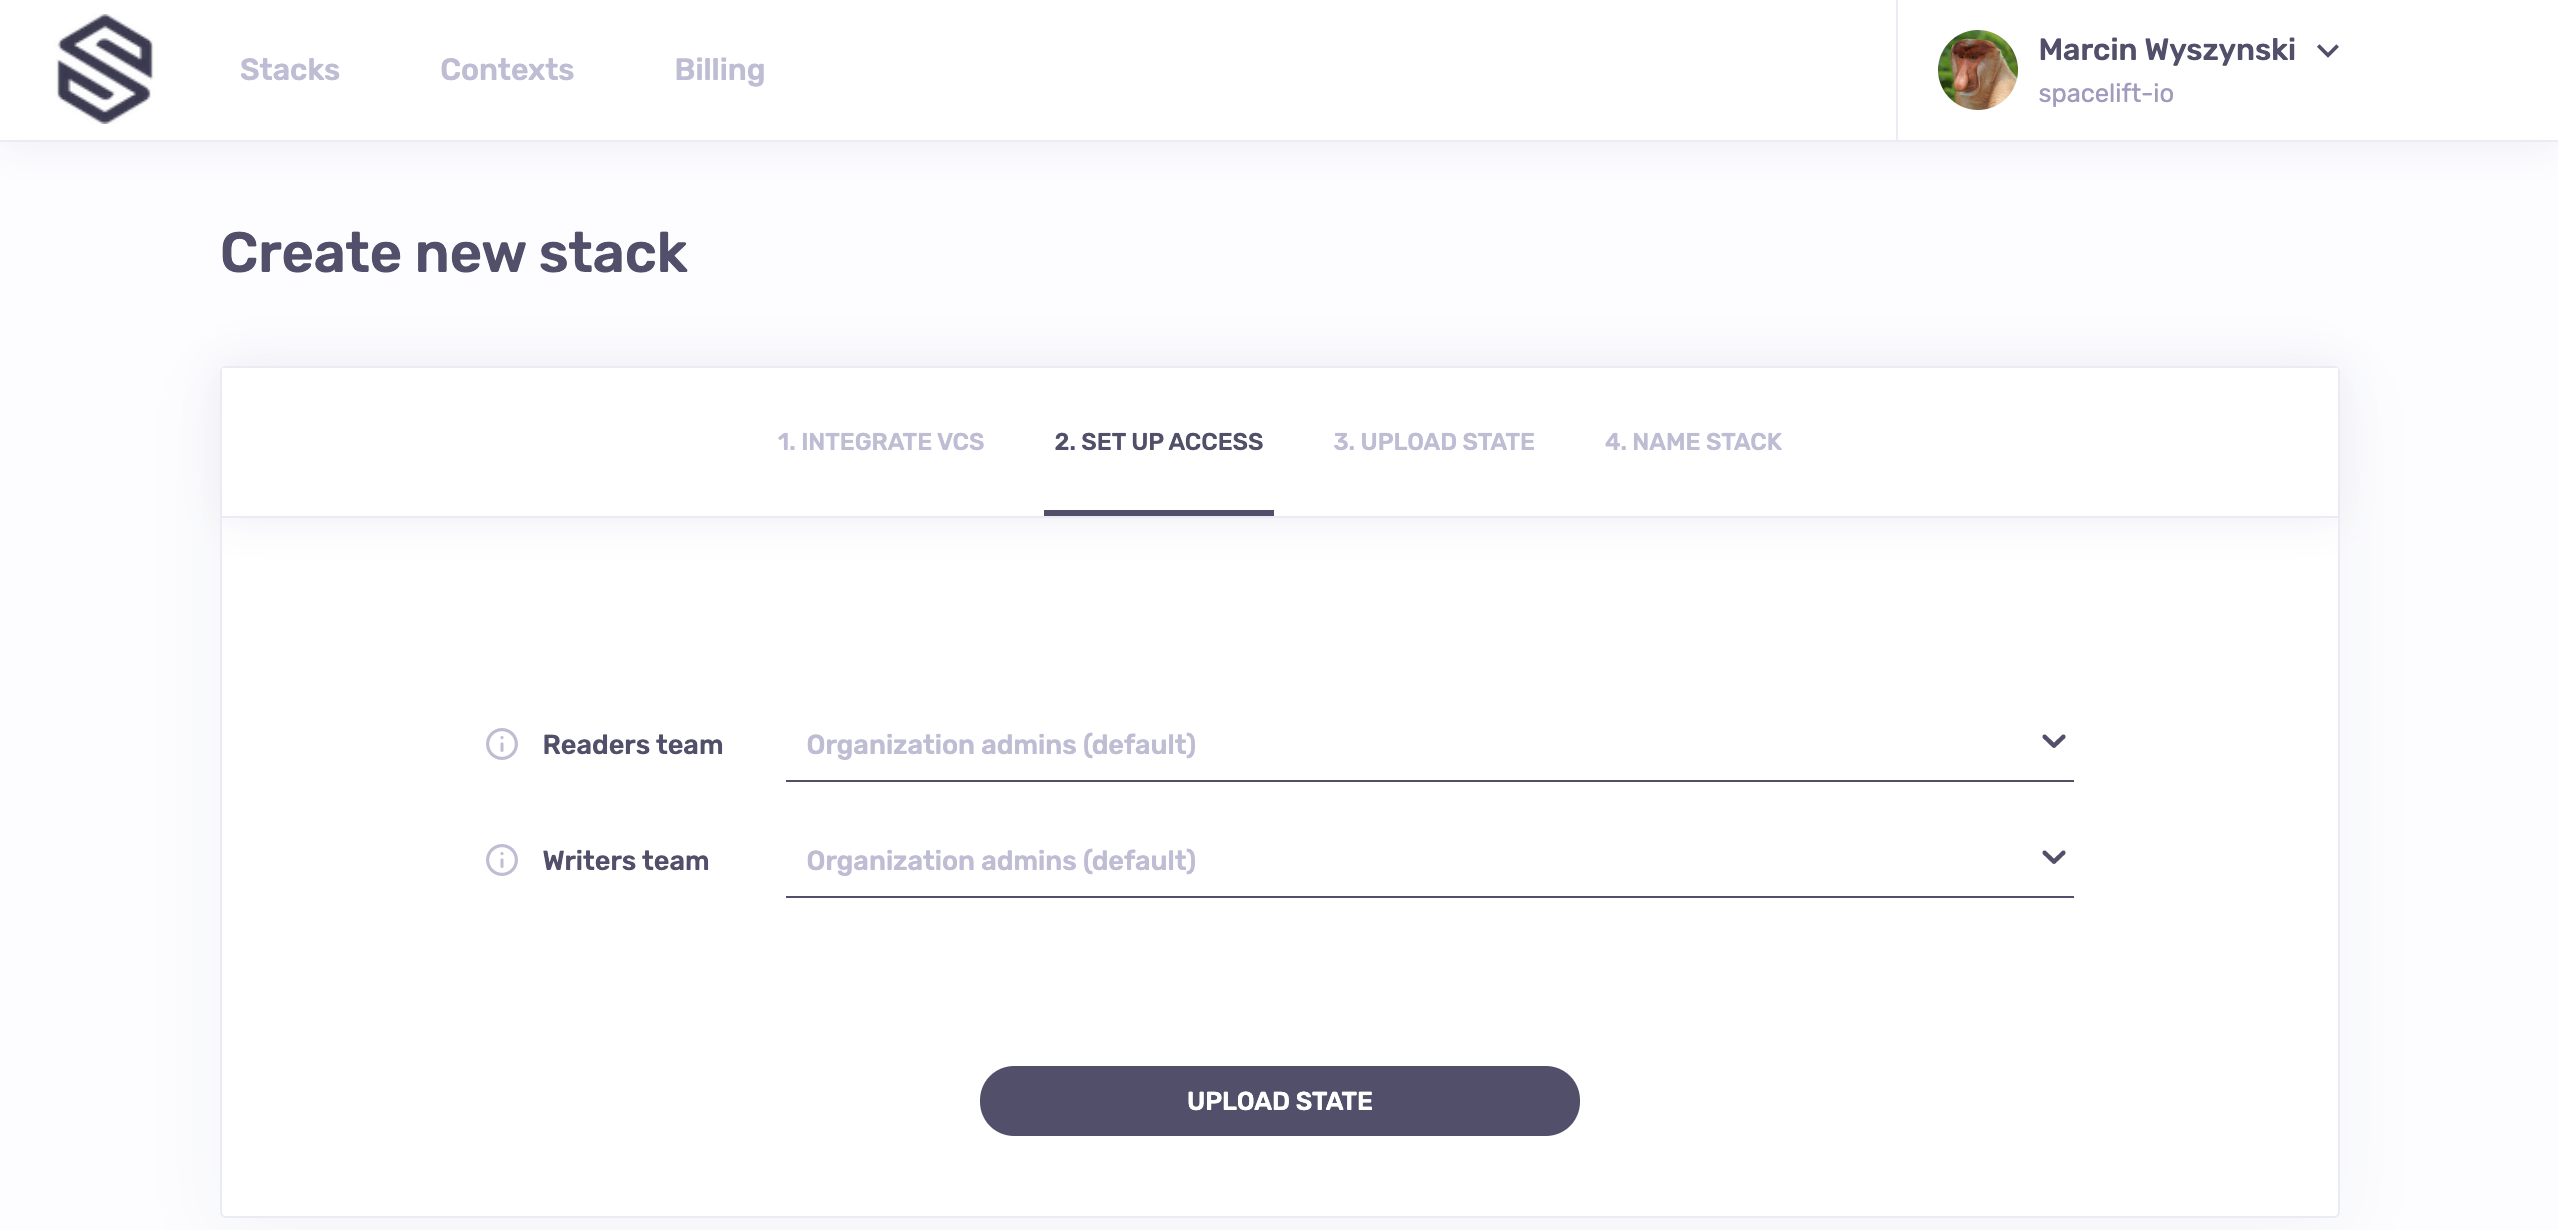 Stacks Contexts Billing
Marcin Wyszynski
spacelift-io
Create new stack
1. INTEGRATE VCS 2. SET UP ACCESS 3. UPLOAD STATE 4. NAME STACK
Readers team Organization admins (default)
Writers team Organization admins (default)
UPLOAD STATE